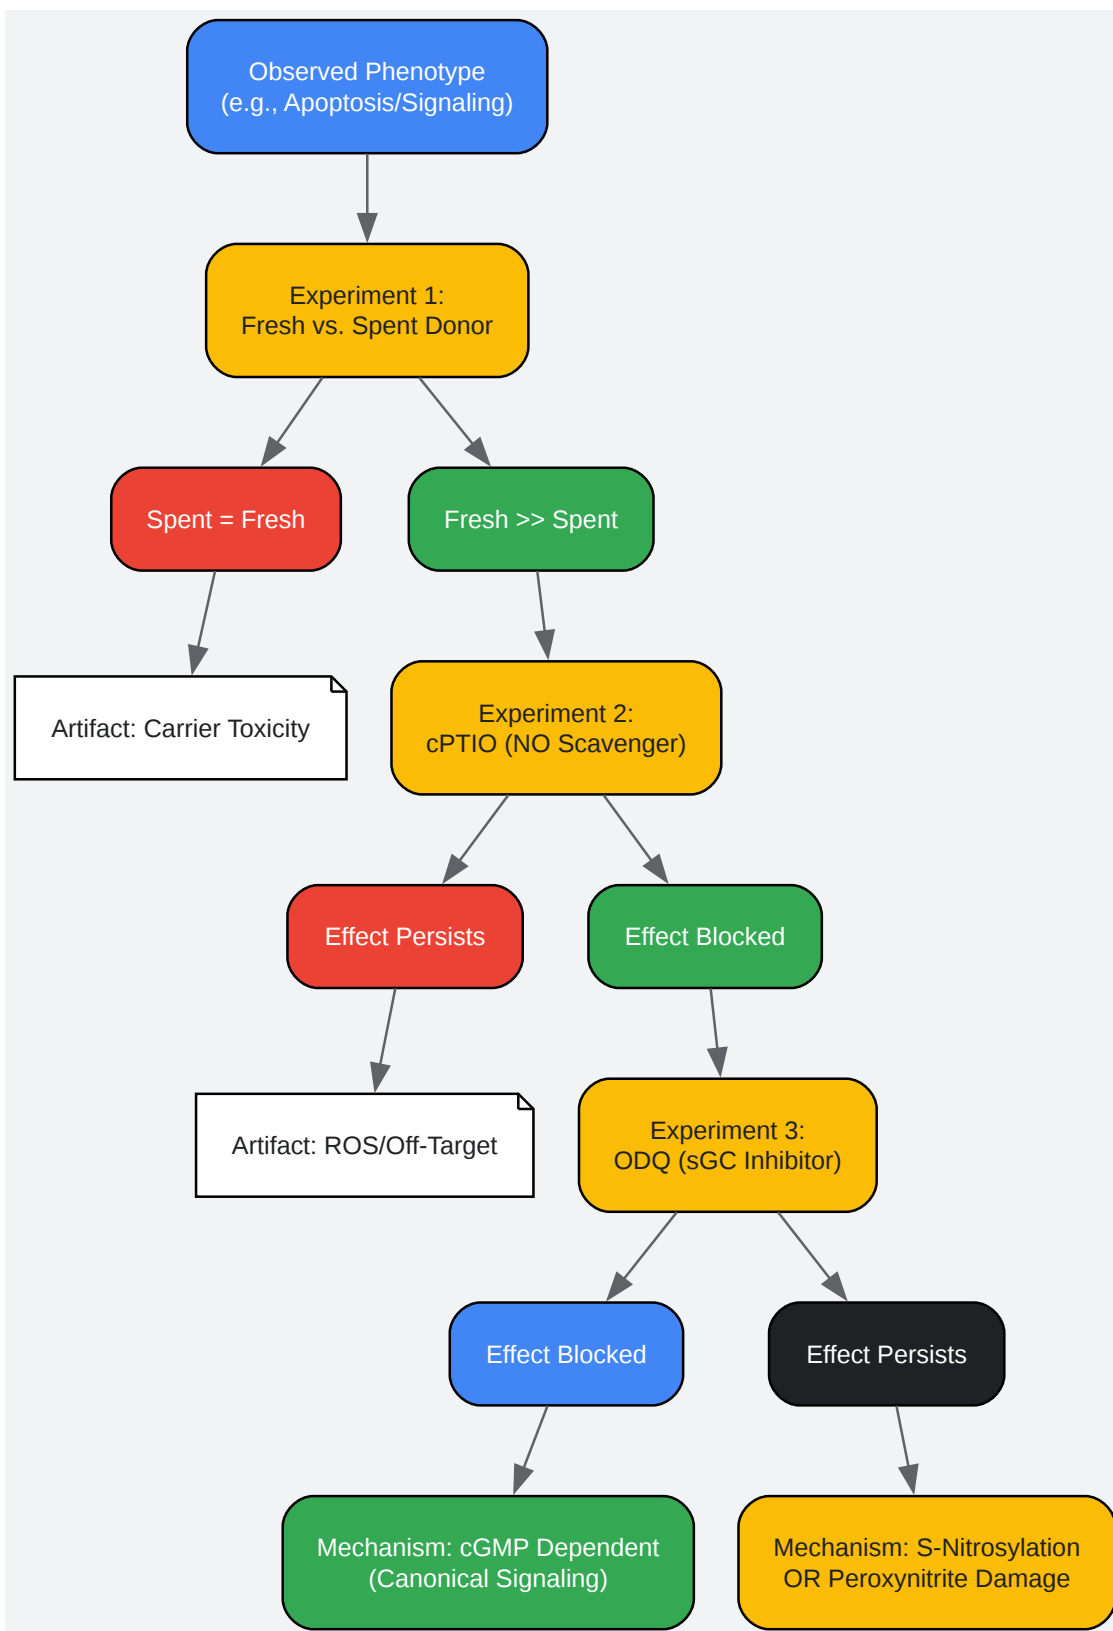 Observed Phenotype
(e.g., Apoptosis/Signaling)
Experiment 1:
Fresh vs. Spent Donor
Spent = Fresh
Fresh >> Spent
Artifact: Carrier Toxicity
Experiment 2:
cPTIO (NO Scavenger)
Effect Persists
Effect Blocked
Artifact: ROS/Off-Target
Experiment 3:
ODQ (sGC Inhibitor)
Effect Blocked
Effect Persists
Mechanism: cGMP Dependent
(Canonical Signaling)
Mechanism: S-Nitrosylation
OR Peroxynitrite Damage